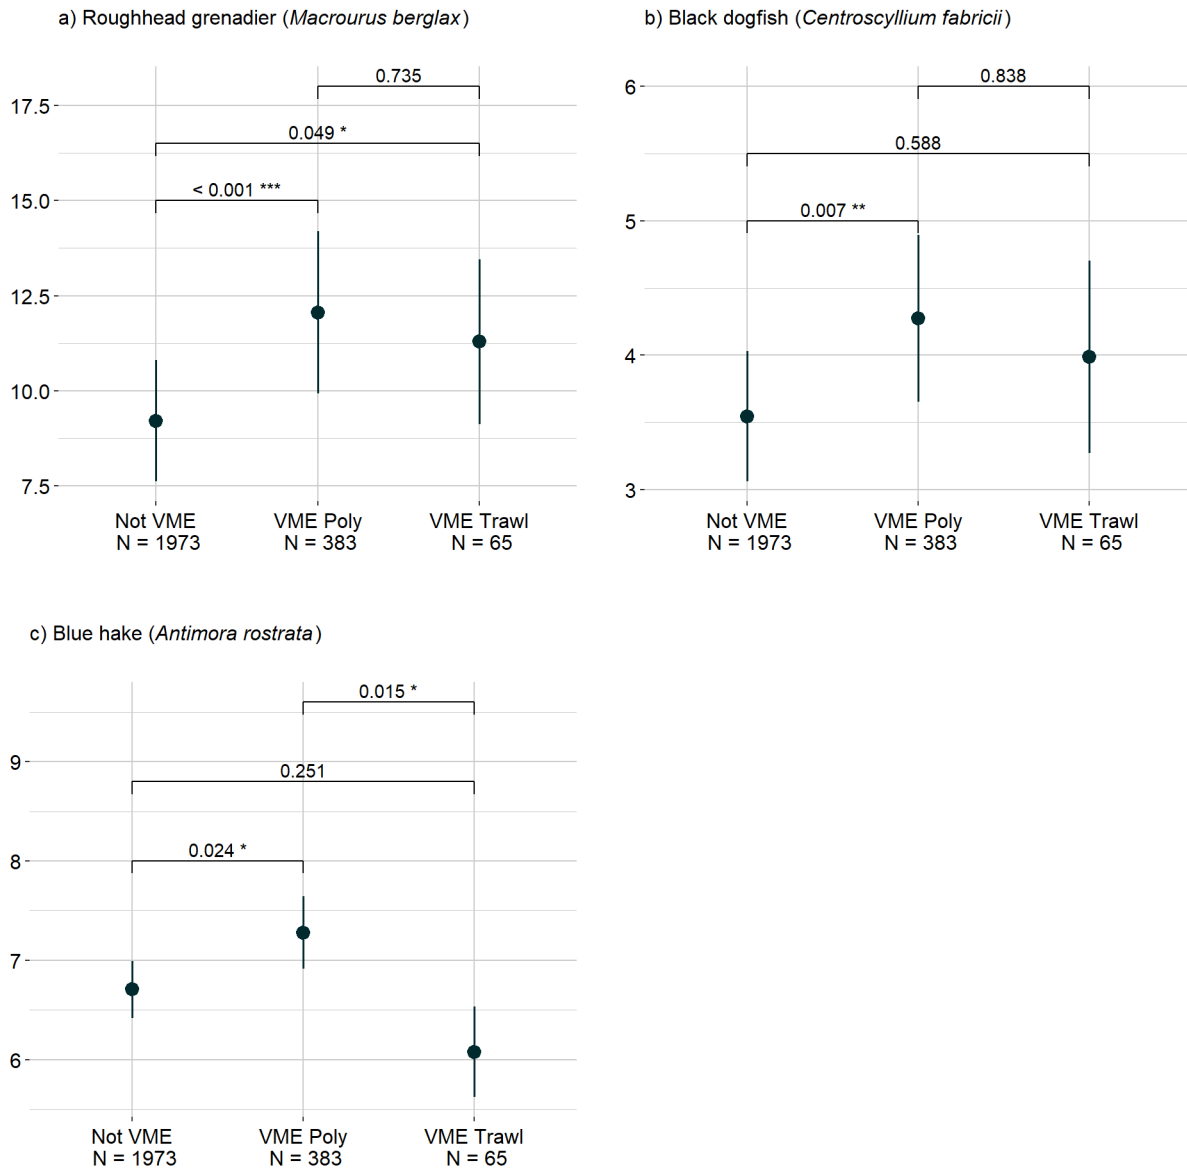 a) Roughhead grenadier (Macrourus berglax)
17.5
15.0
12.5
10.0
7.5
0.735
0.049 *
< 0.001 ***
Not VME
N = 1973
VME Poly
N = 383
VME Trawl
N = 65
b) Black dogfish (Centroscyllium fabricii)
6
5
4
3
0.838
0.588
0.007 **
Not VME
N = 1973
VME Poly
N = 383
VME Trawl
N = 65
c) Blue hake (Antimora rostrata)
9
8
7
6
0.015 *
0.251
0.024 *
Not VME
N = 1973
VME Poly
N = 383
VME Trawl
N = 65